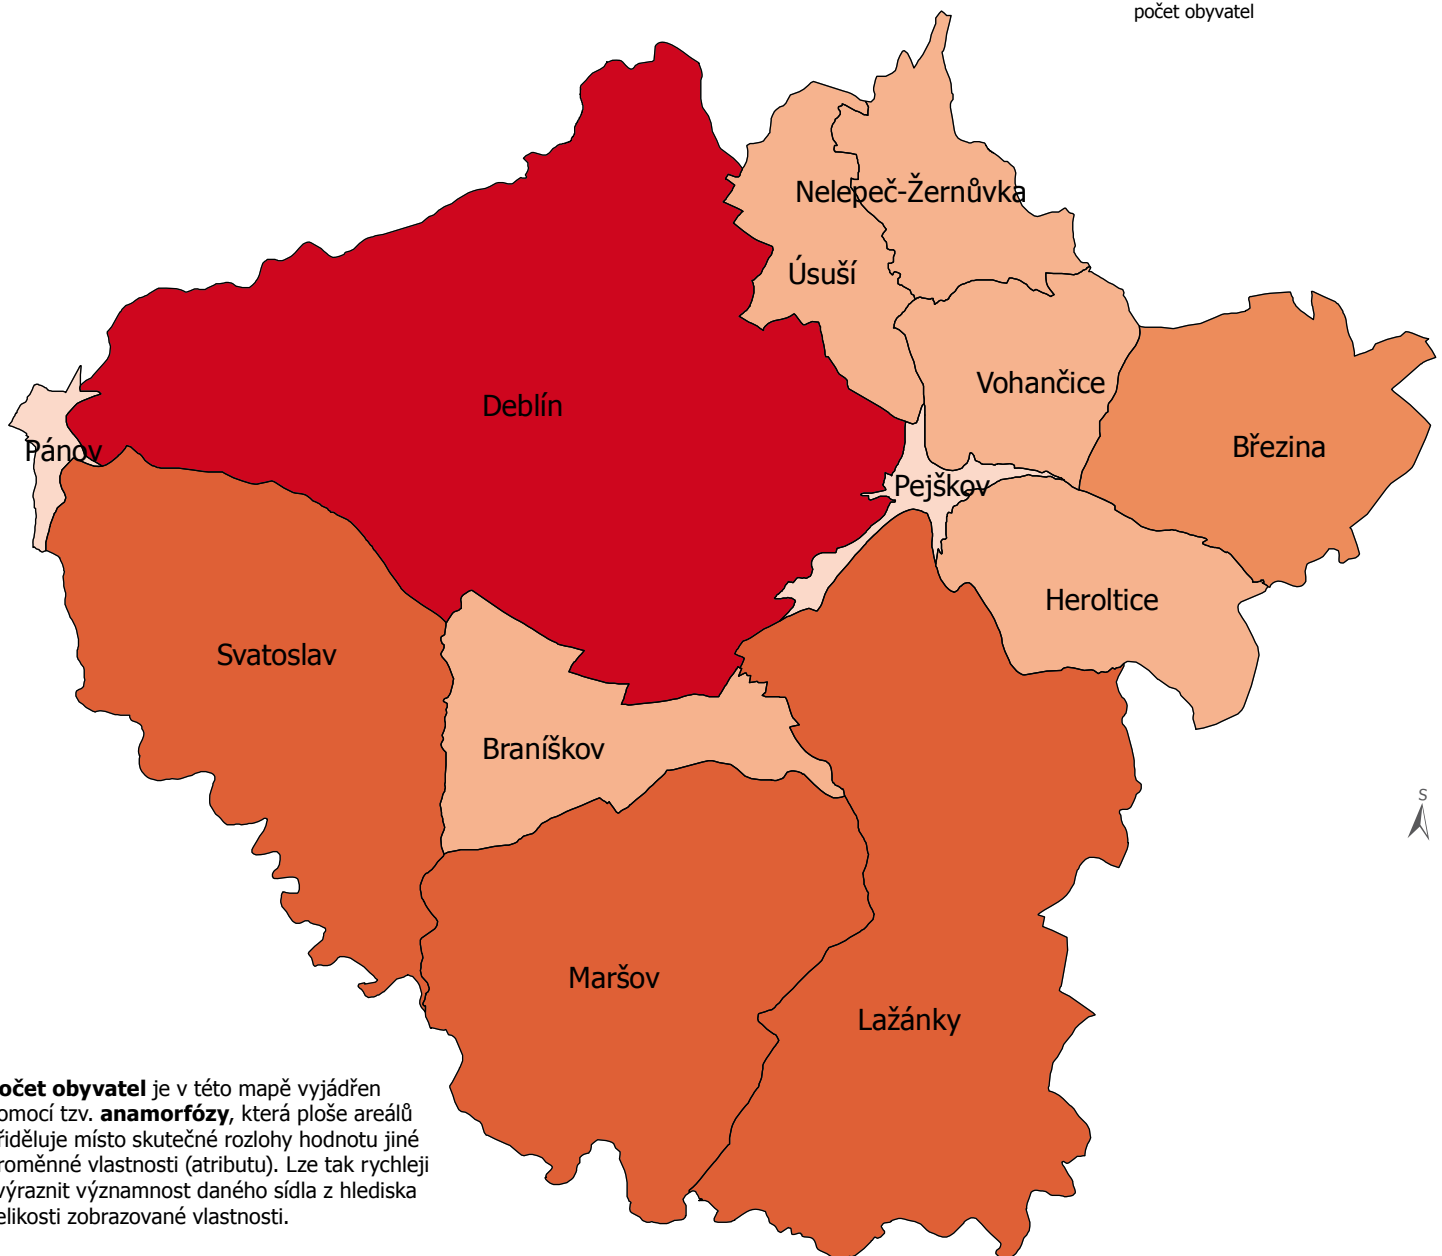 počet obyvatel
Nelepeč-Žernůvka
Úsuší
Vohančice
Deblín
Březina
Pánov
Pejškov
Heroltice
Svatoslav
Braníškov
S
Maršov
Lažánky
očet obyvatel je v této mapě vyjádřen
omocí tzv. anamorfózy, která ploše areálů
řiděluje místo skutečné rozlohy hodnotu jiné
roměnné vlastnosti (atributu). Lze tak rychleji
výraznit významnost daného sídla z hlediska
elikosti zobrazované vlastnosti.